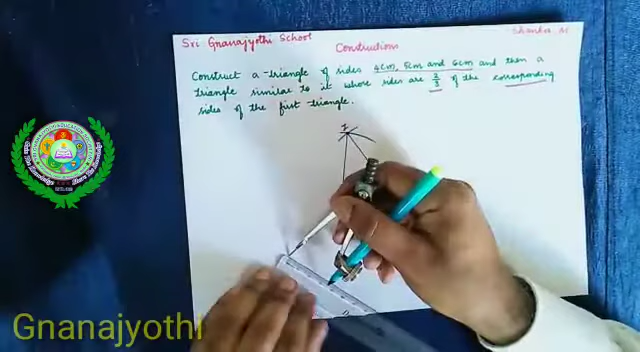 Sri Gnanajyothi School
Constructions
Construct a triangle of sides 4cm, 5cm and 6cm and then a
triangle similar to it whose sides are 2/3 of the corresponding
sides of the first triangle.
Gnanajyothi